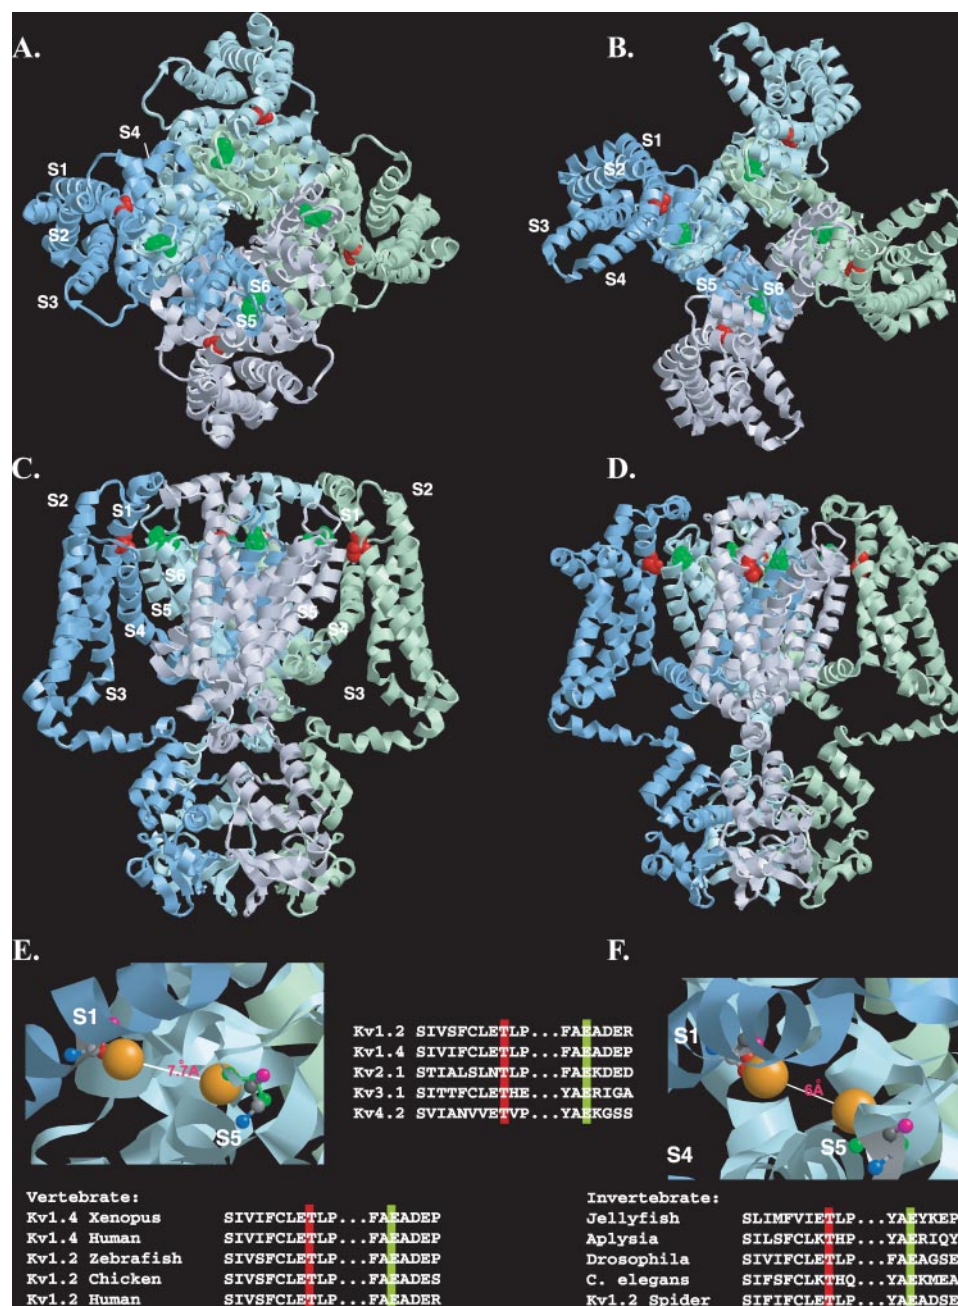 A.
B.
S4
S1
S2
S3
S6
S5
S1
S2
S3
S4
S5
S6
C.
D.
S2
S1
S6
S5
S4
S3
S2
S1
S5
S4
S3
E.
F.
S1
7.7Å
S5
Kv1.2 SIVSFCLETLP...FAEADER
Kv1.4 SIVIFCLETLP...FAEADEP
Kv2.1 STIALSLNTLP...FAEKDED
Kv3.1 SITTFCLETHE...YAERIGA
Kv4.2 SVIANVVETVP...YAEKGSS
S1
6Å
S5
S4
Vertebrate:
Kv1.4 Xenopus SIVIFCLETLP...FAEADEP
Kv1.4 Human SIVIFCLETLP...FAEADEP
Kv1.2 Zebrafish SIVSFCLETLP...FAEADEP
Kv1.2 Chicken SIVSFCLETLP...FAEADES
Kv1.2 Human SIVSFCLETLP...FAEADER
Invertebrate:
Jellyfish SLIMFVIETLP...YAEYKEP
Aplysia SILSFCLKTHP...YAERIQY
Drosophila SIVIFCLETLP...FAEAGSE
C. elegans SIFSFCLKTHQ...YAEKMEA
Kv1.2 Spider SIFIFCLETLP...FAEADSE